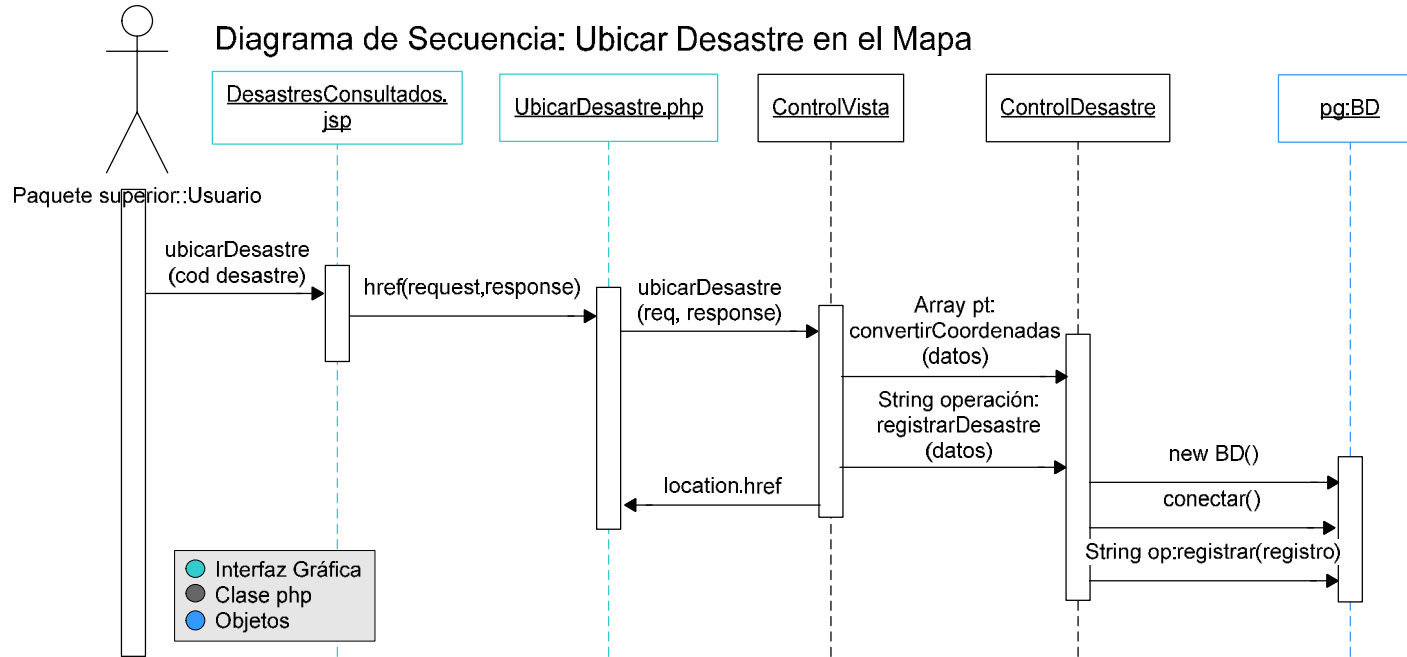 Diagrama de Secuencia: Ubicar Desastre en el Mapa
DesastresConsultados.
jsp
UbicarDesastre.php
ControlVista
ControlDesastre
pg:BD
Paquete superior::Usuario
ubicarDesastre
(cod desastre)
href(request,response)
ubicarDesastre
(req, response)
Array pt:
convertirCoordenadas
(datos)
String operación:
registrarDesastre
(datos)
new BD()
location.href
conectar()
String op:registrar(registro)
Interfaz Gráfica
Clase php
Objetos